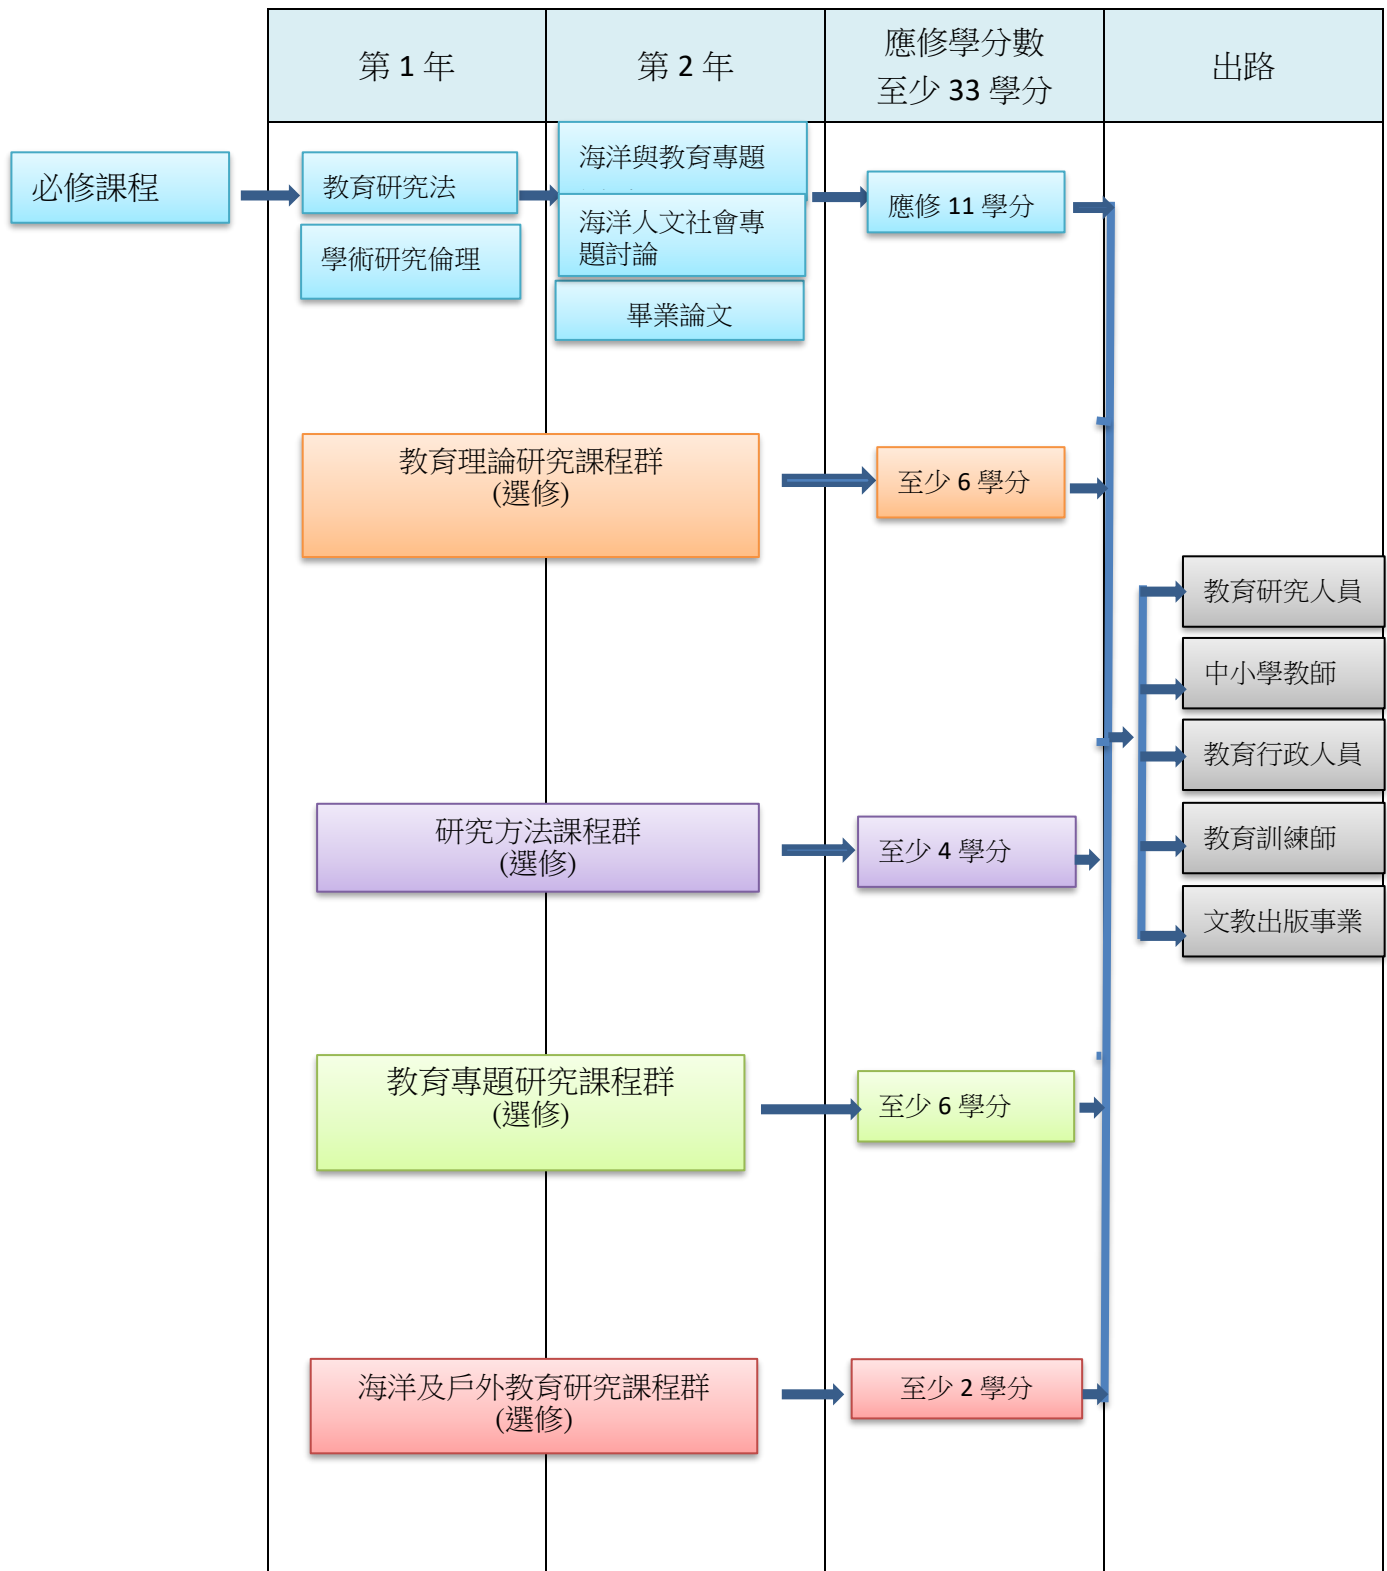 第 1 年
第 2 年
應修學分數
至少 33 學分
出路
必修課程
教育研究法
學術研究倫理
海洋與教育專題
海洋人文社會專
題討論
畢業論文
應修 11 學分
教育理論研究課程群
(選修)
至少 6 學分
研究方法課程群
(選修)
至少 4 學分
教育專題研究課程群
(選修)
至少 6 學分
海洋及戶外教育研究課程群
(選修)
至少 2 學分
教育研究人員
中小學教師
教育行政人員
教育訓練師
文教出版事業